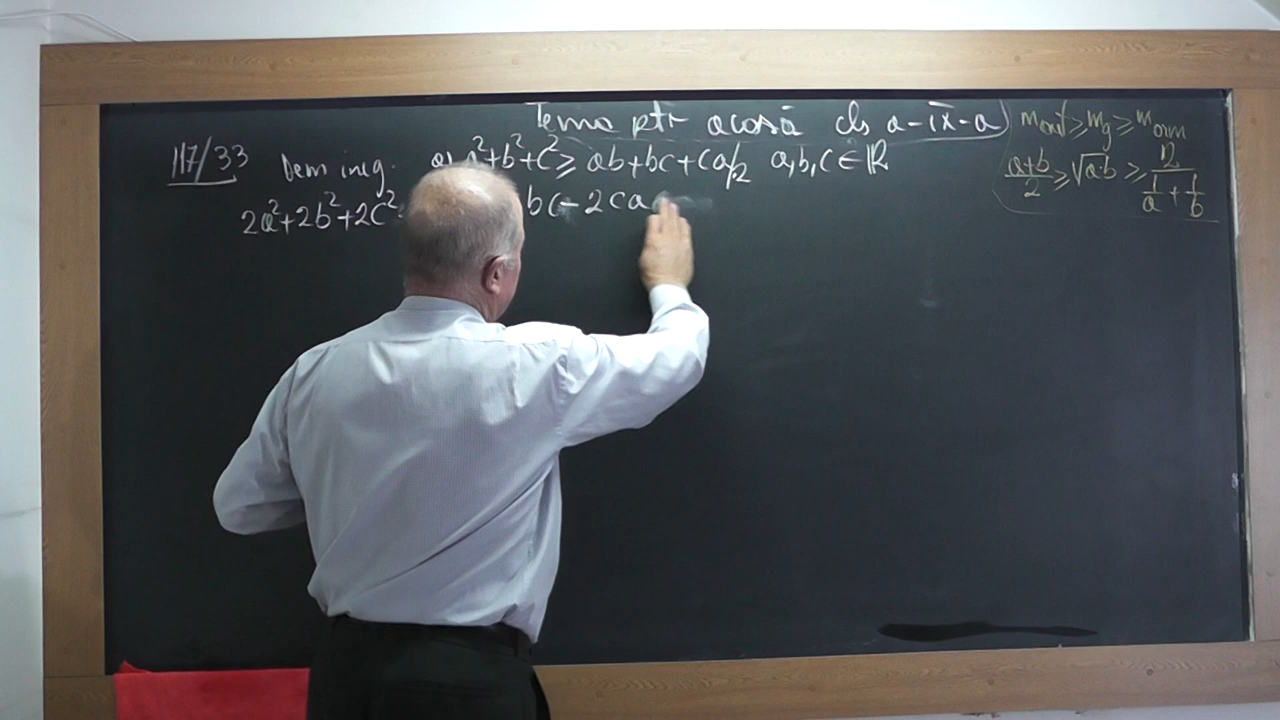 Tema ptr acasă cls a-IX-a
117/33 Dem ineg. a) a²+b²+c² ≥ ab+bc+ca/·2 a,b,c ∈ ℝ
2a²+2b²+2c² bc-2ca
m_arit ≥ m_g ≥ m_arm
(a+b)/2 ≥ √(a·b) ≥ 2/(1/a + 1/b)